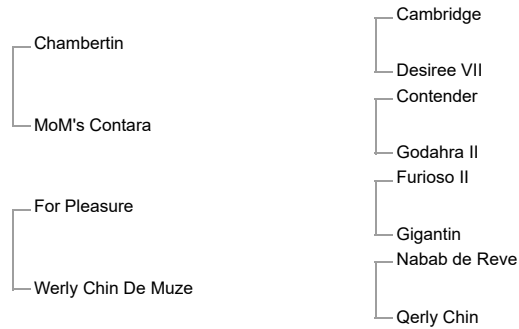 Cambridge
Chambertin
Desiree VII
Contender
MoM's Contara
Godahra II
Furioso II
For Pleasure
Gigantin
Nabab de Reve
Werly Chin De Muze
Qerly Chin